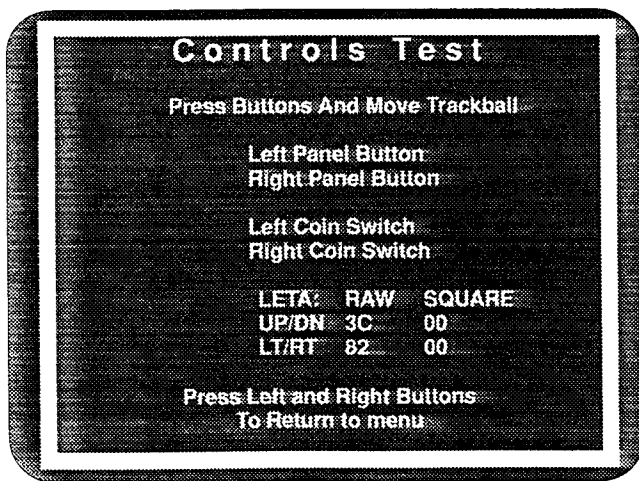 Controls Test
Press Buttons And Move Trackball
Left Panel Button
Right Panel Button
Left Coin Switch
Right Coin Switch
LETA: RAW SQUARE
UP/DN 3C 00
LT/RT 82 00
Press Left and Right Buttons
To Return to menu